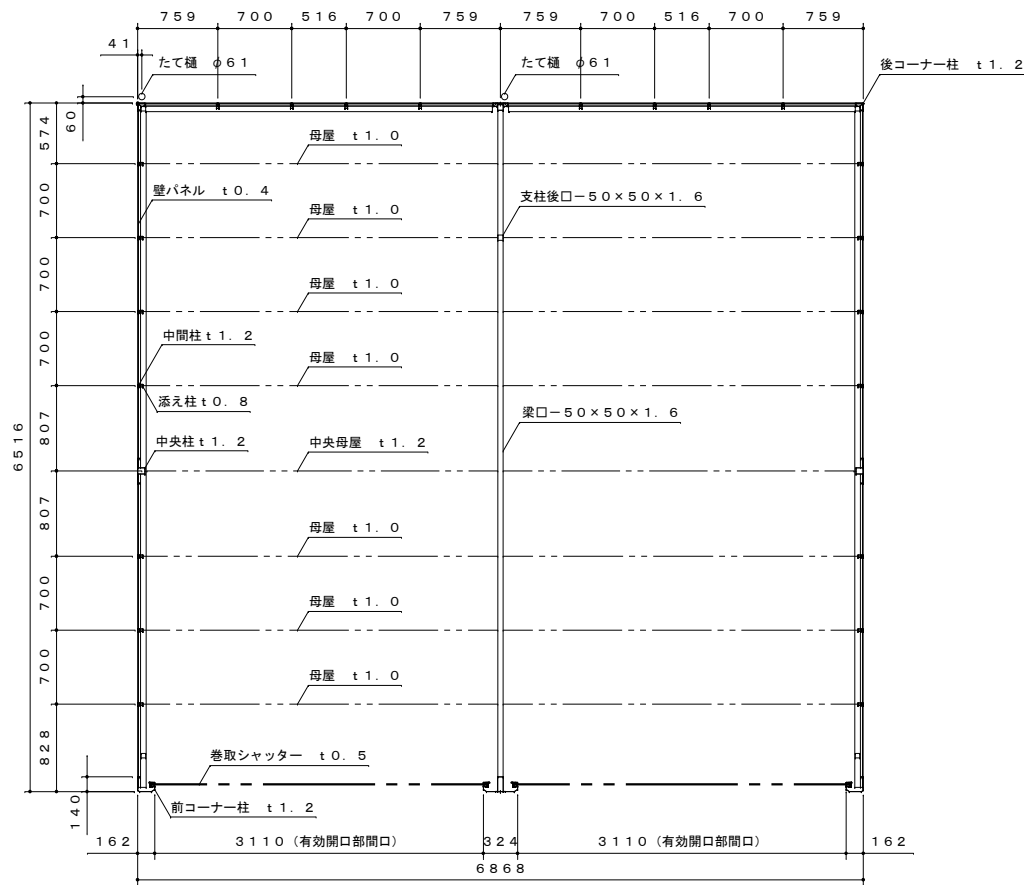 759 700 516 700 759 759 700 516 700 759
41
たて樋 φ61
たて樋 φ61
後コーナー柱 t1.2
60
574
母屋 t1.0
700
壁パネル t0.4
支柱後口－50×50×1.6
母屋 t1.0
700
母屋 t1.0
700
中間柱t1.2
母屋 t1.0
添え柱t0.8
807
梁口－50×50×1.6
中央柱t1.2
中央母屋 t1.2
6516
807
母屋 t1.0
700
母屋 t1.0
700
母屋 t1.0
828
巻取シャッター t0.5
140
前コーナー柱 t1.2
162 3110(有効開口部間口) 324 3110(有効開口部間口) 162
6868